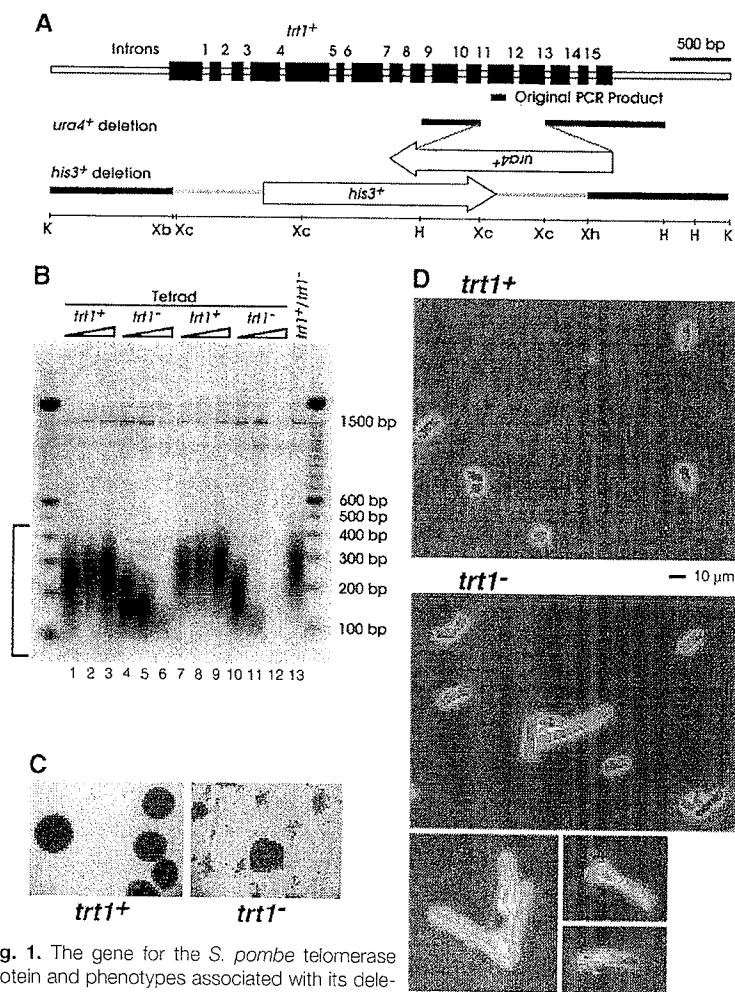 A
trt1+
Introns 1 2 3 4 5 6 7 8 9 10 11 12 13 14 15
500 bp
Original PCR Product
ura4+ deletion
ura4+
his3+ deletion
his3+
K Xb Xc Xc H Xc Xc Xh H H K
B
Tetrad
trt1+ trt1- trt1+ trt1- trt1+/trt1-
1500 bp
600 bp
500 bp
400 bp
300 bp
200 bp
100 bp
1 2 3 4 5 6 7 8 9 10 11 12 13
C
trt1+ trt1-
D
trt1+
trt1-
10 µm
g. 1. The gene for the S. pombe telomerase
otein and phenotypes associated with its dele-